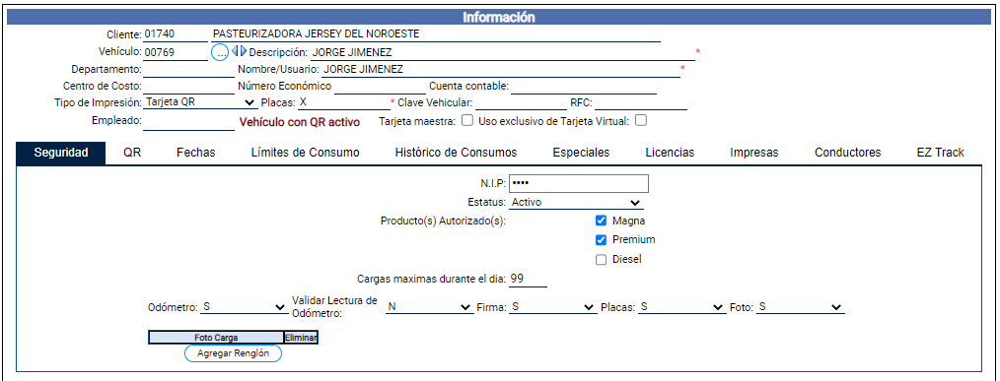 Información
Cliente: 01740 PASTEURIZADORA JERSEY DEL NOROESTE
Vehículo: 00769 ... Descripción: JORGE JIMENEZ *
Departamento: Nombre/Usuario: JORGE JIMENEZ *
Centro de Costo: Número Económico Cuenta contable:
Tipo de Impresión: Tarjeta QR Placas: X * Clave Vehicular: RFC:
Empleado: Vehículo con QR activo Tarjeta maestra: Uso exclusivo de Tarjeta Virtual:
Seguridad QR Fechas Límites de Consumo Histórico de Consumos Especiales Licencias Impresas Conductores EZ Track
N.I.P: ••••
Estatus: Activo
Producto(s) Autorizado(s): Magna
Premium
Diesel
Cargas maximas durante el dia: 99
Odómetro: S Validar Lectura de Odómetro: N Firma: S Placas: S Foto: S
Foto Carga Eliminar
Agregar Renglón